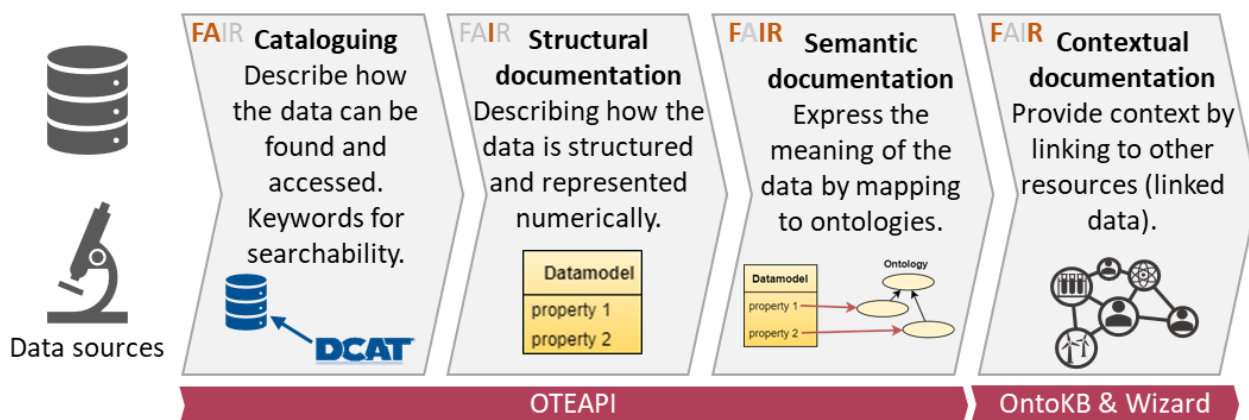 FAIR
Cataloguing
Describe how
the data can be
found and
accessed.
Keywords for
searchability.
DCAT
FAIR
Structural
documentation
Describing how the
data is structured
and represented
numerically.
Datamodel
property 1
property 2
FAIR
Semantic
documentation
Express the
meaning of the
data by mapping
to ontologies.
Datamodel
property 1
property 2
Ontology
FAIR
Contextual
documentation
Provide context by
linking to other
resources (linked
data).
Data sources
OTEAPI
OntoKB & Wizard